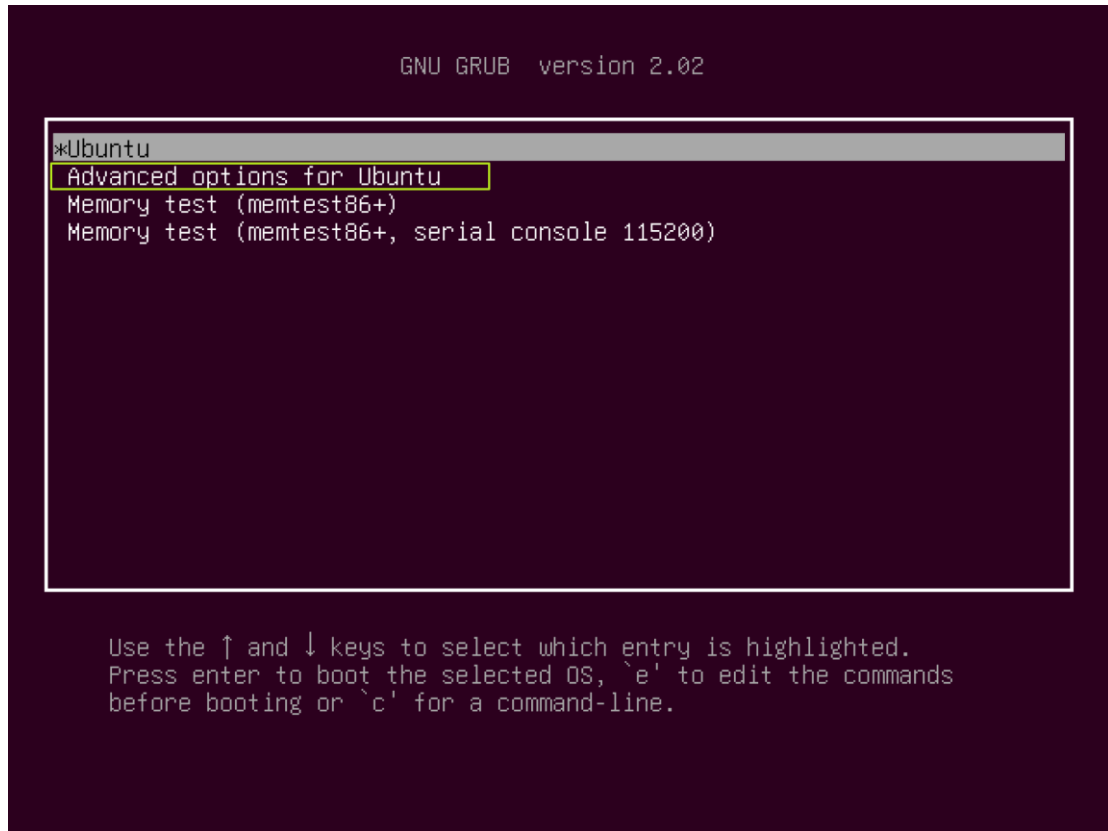 GNU GRUB  version 2.02
*Ubuntu
Advanced options for Ubuntu
Memory test (memtest86+)
Memory test (memtest86+, serial console 115200)
Use the ↑ and ↓ keys to select which entry is highlighted.
Press enter to boot the selected OS, `e' to edit the commands
before booting or `c' for a command-line.